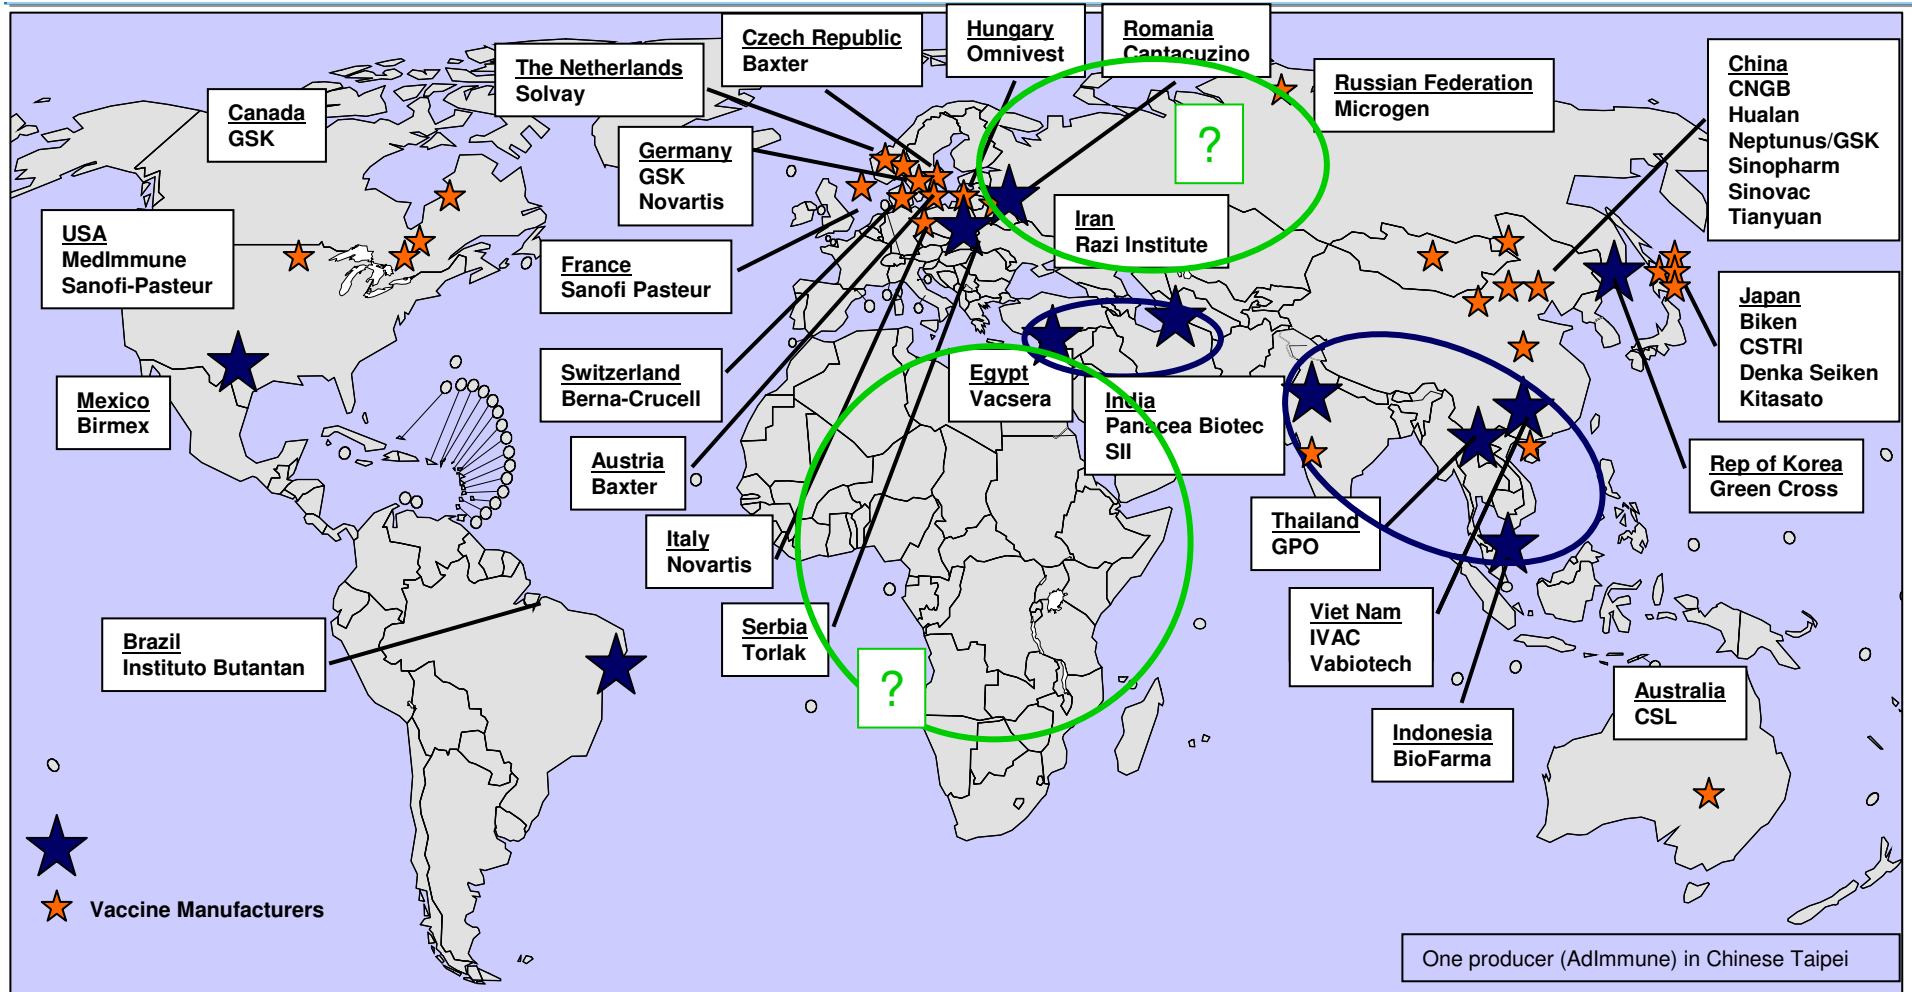 Czech Republic
Baxter
Hungary
Omnivest
Romania
Cantacuzino
The Netherlands
Solvay
Russian Federation
Microgen
China
CNGB
Hualan
Neptunus/GSK
Sinopharm
Sinovac
Tianyuan
Canada
GSK
Germany
GSK
Novartis
?
USA
MedImmune
Sanofi-Pasteur
Iran
Razi Institute
France
Sanofi Pasteur
Japan
Biken
CSTRI
Denka Seiken
Kitasato
Mexico
Birmex
Switzerland
Berna-Crucell
Egypt
Vacsera
India
Panacea Biotec
SII
Austria
Baxter
Rep of Korea
Green Cross
Italy
Novartis
Thailand
GPO
Brazil
Instituto Butantan
Serbia
Torlak
Viet Nam
IVAC
Vabiotech
?
Australia
CSL
Indonesia
BioFarma
Vaccine Manufacturers
One producer (AdImmune) in Chinese Taipei